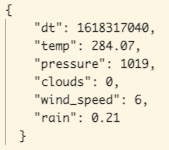 {
"dt": 1618317040,
"temp": 284.07,
"pressure": 1019,
"clouds": 0,
"wind_speed": 6,
"rain": 0.21
}